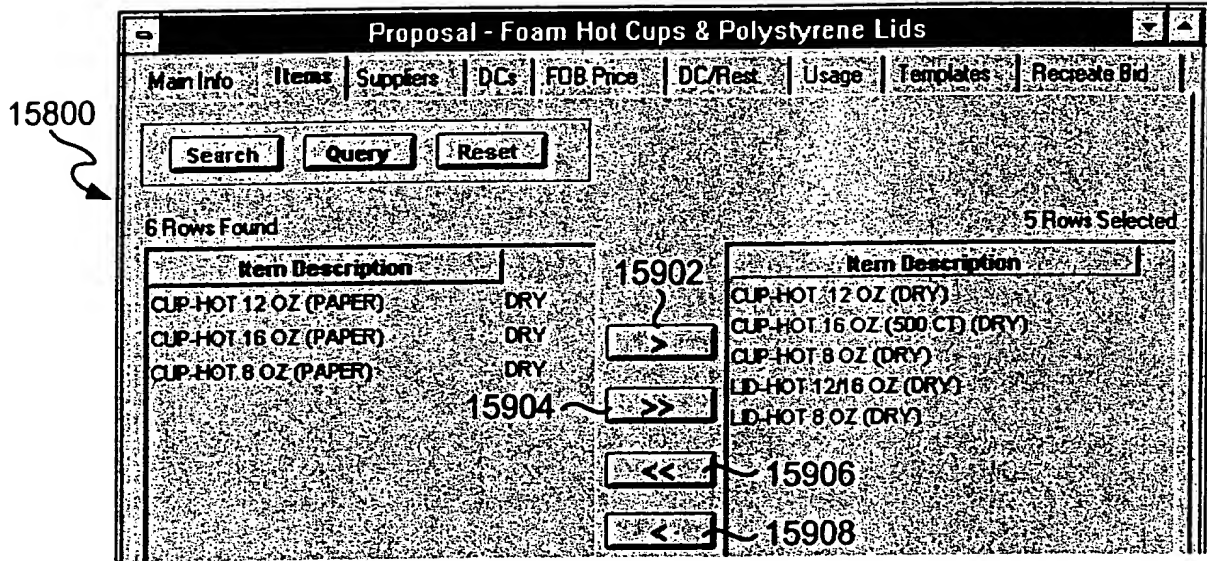 Proposal - Foam Hot Cups & Polystyrene Lids
Main Info Items Suppliers DCs FOB Price DC/Rest. Usage Templates Recreate Bid
15800
Search Query Reset
6 Rows Found 5 Rows Selected
Item Description Item Description
15902
CUP-HOT 12 OZ (PAPER) DRY CUP-HOT 12 OZ (DRY)
CUP-HOT 16 OZ (PAPER) DRY > CUP-HOT 16 OZ (500 CT) (DRY)
CUP-HOT 8 OZ (PAPER) DRY CUP-HOT 8 OZ (DRY)
LID-HOT 12/16 OZ (DRY)
15904 >> LID-HOT 8 OZ (DRY)
<< 15906
< 15908